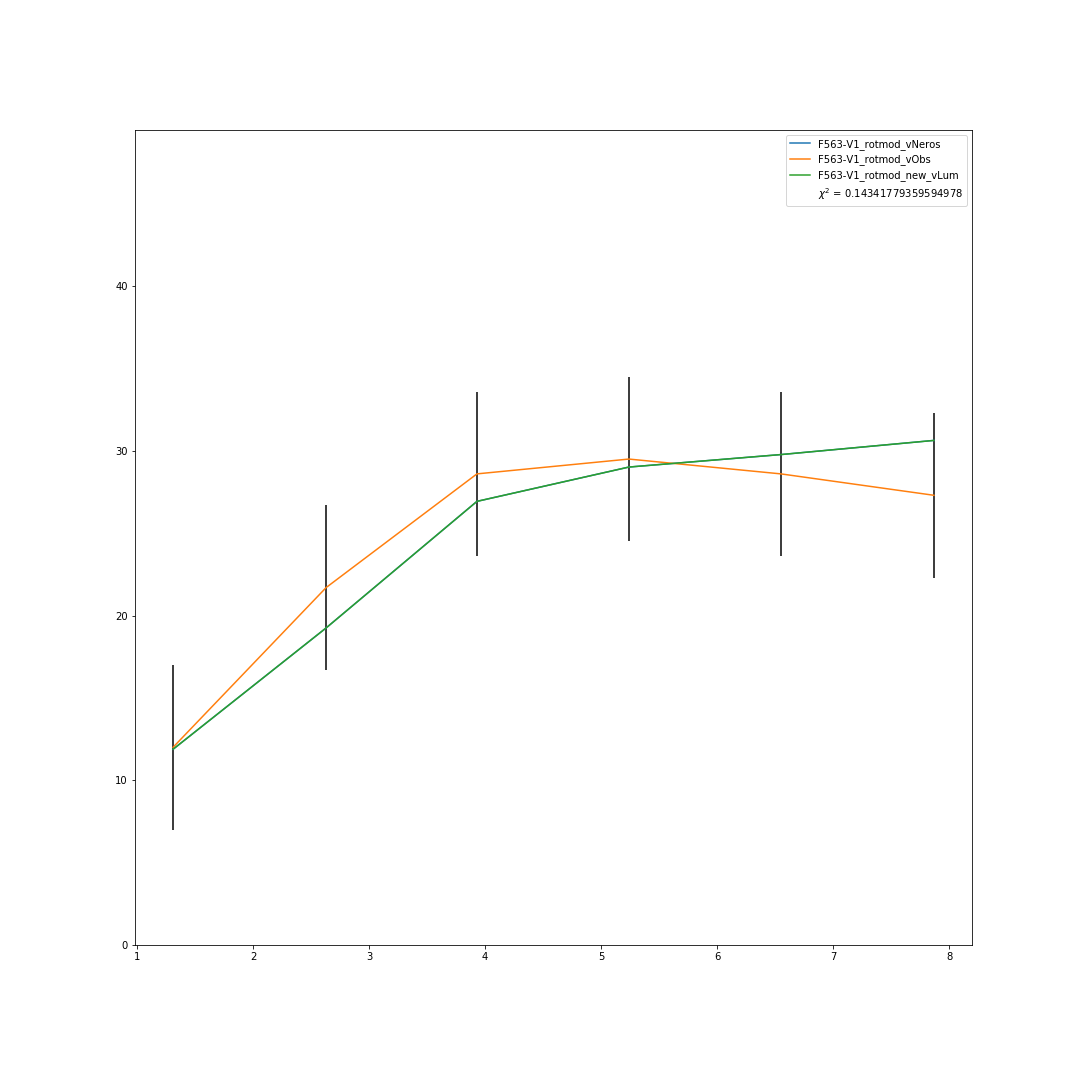 F563-V1_rotmod_vNeros
F563-V1_rotmod_vObs
F563-V1_rotmod_new_vLum
χ² = 0.14341779359594978
40
30
20
10
0
1 2 3 4 5 6 7 8